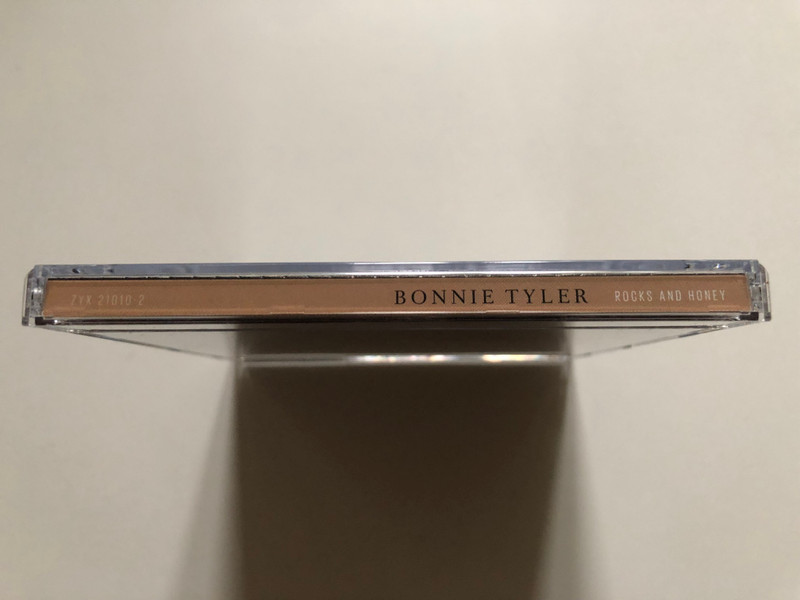 ZYX 21010-2 BONNIE TYLER ROCKS AND HONEY